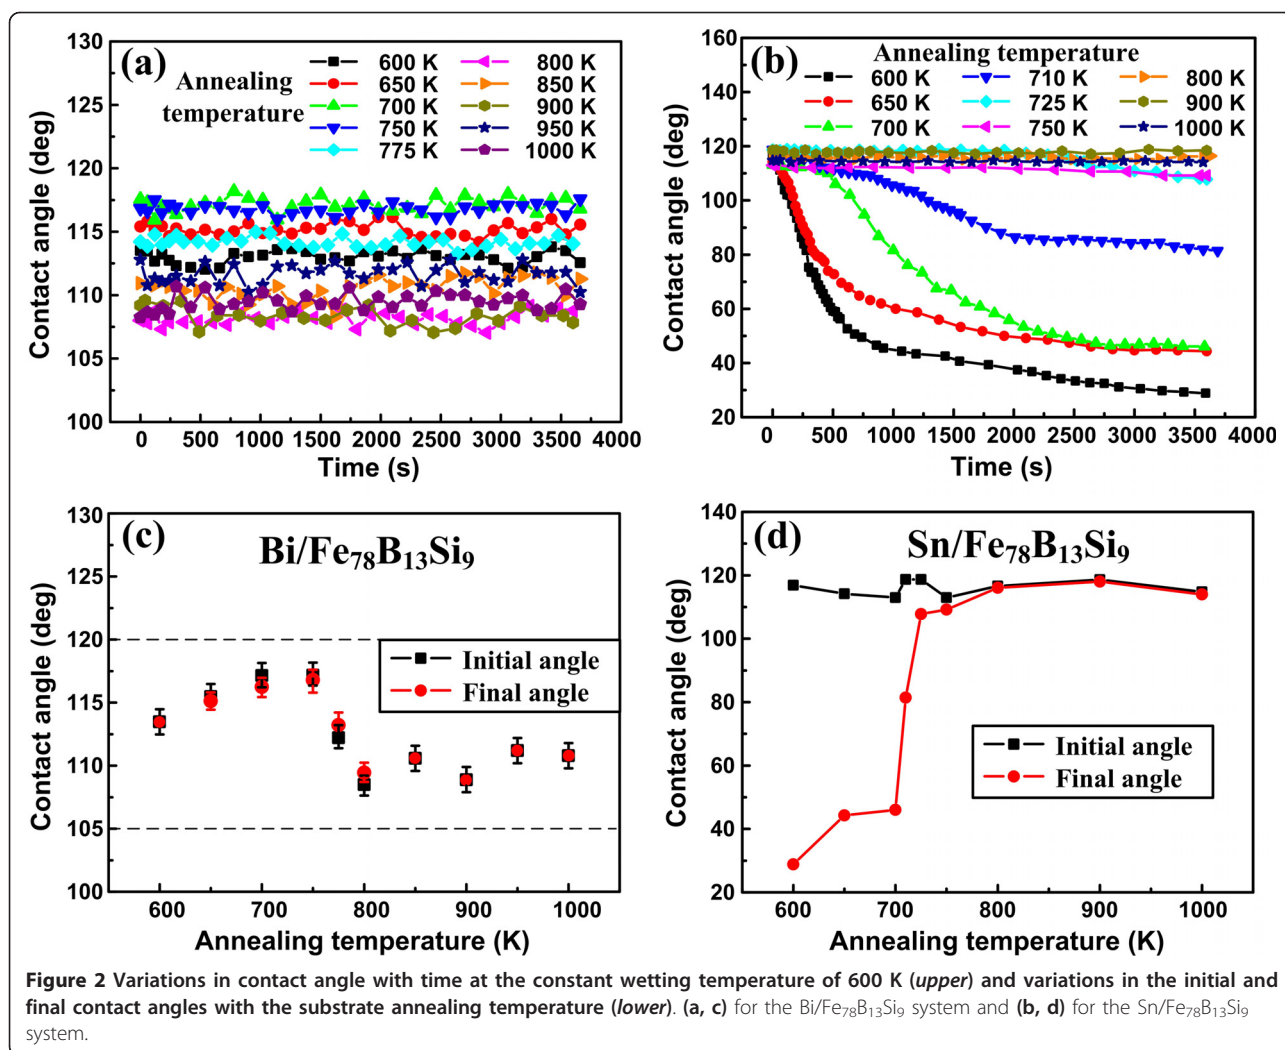 (a)
Annealing
temperature
600 K
650 K
700 K
750 K
775 K
800 K
850 K
900 K
950 K
1000 K
Contact angle (deg)
130
125
120
115
110
105
100
0 500 1000 1500 2000 2500 3000 3500 4000
Time (s)
(b)
Annealing temperature
600 K
650 K
700 K
710 K
725 K
750 K
800 K
900 K
1000 K
Contact angle (deg)
160
140
120
100
80
60
40
20
0 500 1000 1500 2000 2500 3000 3500 4000
Time (s)
(c)
Bi/Fe₇₈B₁₃Si₉
Initial angle
Final angle
Contact angle (deg)
130
125
120
115
110
105
100
600 700 800 900 1000
Annealing temperature (K)
(d)
Sn/Fe₇₈B₁₃Si₉
Initial angle
Final angle
Contact angle (deg)
140
120
100
80
60
40
20
600 700 800 900 1000
Annealing temperature (K)
Figure 2 Variations in contact angle with time at the constant wetting temperature of 600 K (upper) and variations in the initial and
final contact angles with the substrate annealing temperature (lower). (a, c) for the Bi/Fe₇₈B₁₃Si₉ system and (b, d) for the Sn/Fe₇₈B₁₃Si₉
system.